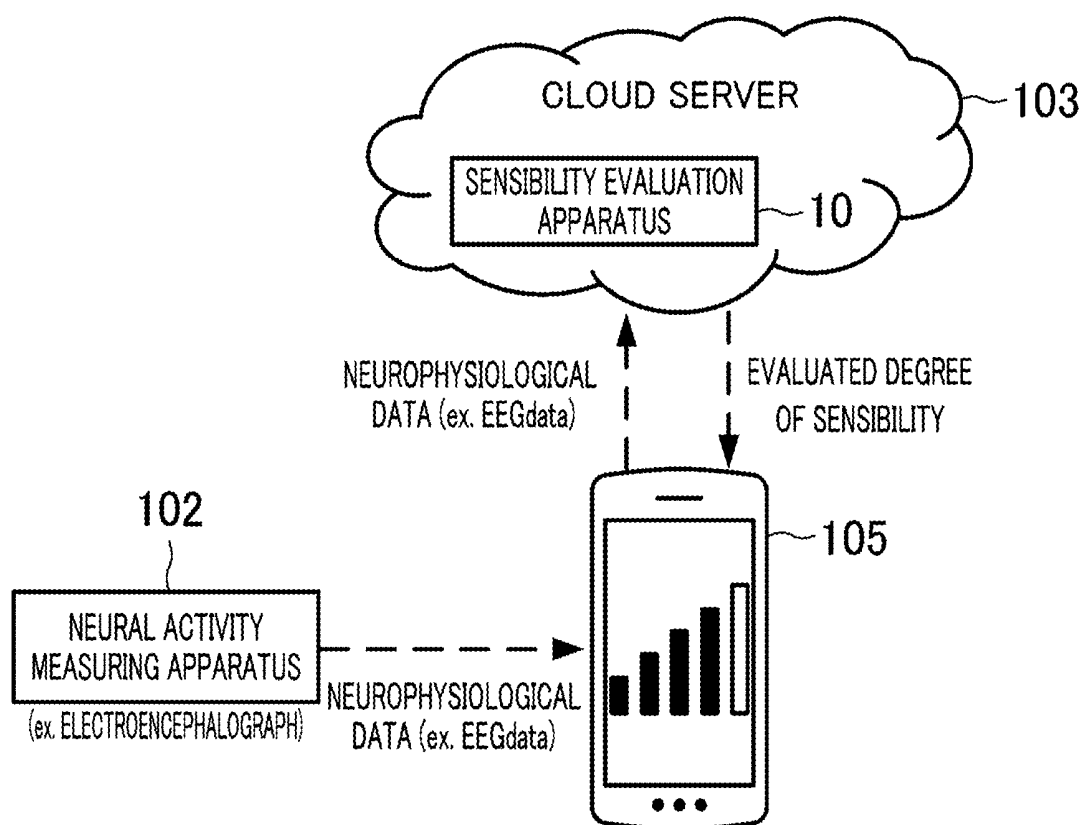 CLOUD SERVER
103
SENSIBILITY EVALUATION
APPARATUS
10
NEUROPHYSIOLOGICAL
DATA (ex. EEGdata)
EVALUATED DEGREE
OF SENSIBILITY
102
105
NEURAL ACTIVITY
MEASURING APPARATUS
(ex. ELECTROENCEPHALOGRAPH)
NEUROPHYSIOLOGICAL
DATA (ex. EEGdata)